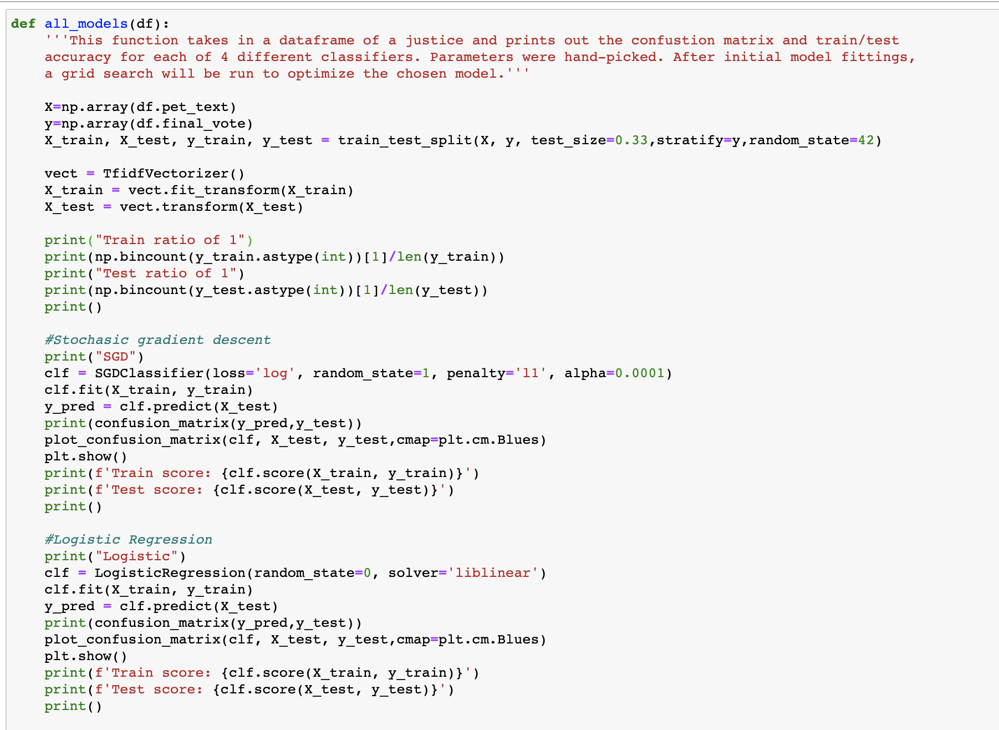 def all_models(df):
    '''This function takes in a dataframe of a justice and prints out the confustion matrix and train/test
    accuracy for each of 4 different classifiers. Parameters were hand-picked. After initial model fittings,
    a grid search will be run to optimize the chosen model.'''

    X=np.array(df.pet_text)
    y=np.array(df.final_vote)
    X_train, X_test, y_train, y_test = train_test_split(X, y, test_size=0.33,stratify=y,random_state=42)

    vect = TfidfVectorizer()
    X_train = vect.fit_transform(X_train)
    X_test = vect.transform(X_test)

    print("Train ratio of 1")
    print(np.bincount(y_train.astype(int))[1]/len(y_train))
    print("Test ratio of 1")
    print(np.bincount(y_test.astype(int))[1]/len(y_test))
    print()

    #Stochasic gradient descent
    print("SGD")
    clf = SGDClassifier(loss='log', random_state=1, penalty='l1', alpha=0.0001)
    clf.fit(X_train, y_train)
    y_pred = clf.predict(X_test)
    print(confusion_matrix(y_pred,y_test))
    plot_confusion_matrix(clf, X_test, y_test,cmap=plt.cm.Blues)
    plt.show()
    print(f'Train score: {clf.score(X_train, y_train)}')
    print(f'Test score: {clf.score(X_test, y_test)}')
    print()

    #Logistic Regression
    print("Logistic")
    clf = LogisticRegression(random_state=0, solver='liblinear')
    clf.fit(X_train, y_train)
    y_pred = clf.predict(X_test)
    print(confusion_matrix(y_pred,y_test))
    plot_confusion_matrix(clf, X_test, y_test,cmap=plt.cm.Blues)
    plt.show()
    print(f'Train score: {clf.score(X_train, y_train)}')
    print(f'Test score: {clf.score(X_test, y_test)}')
    print()